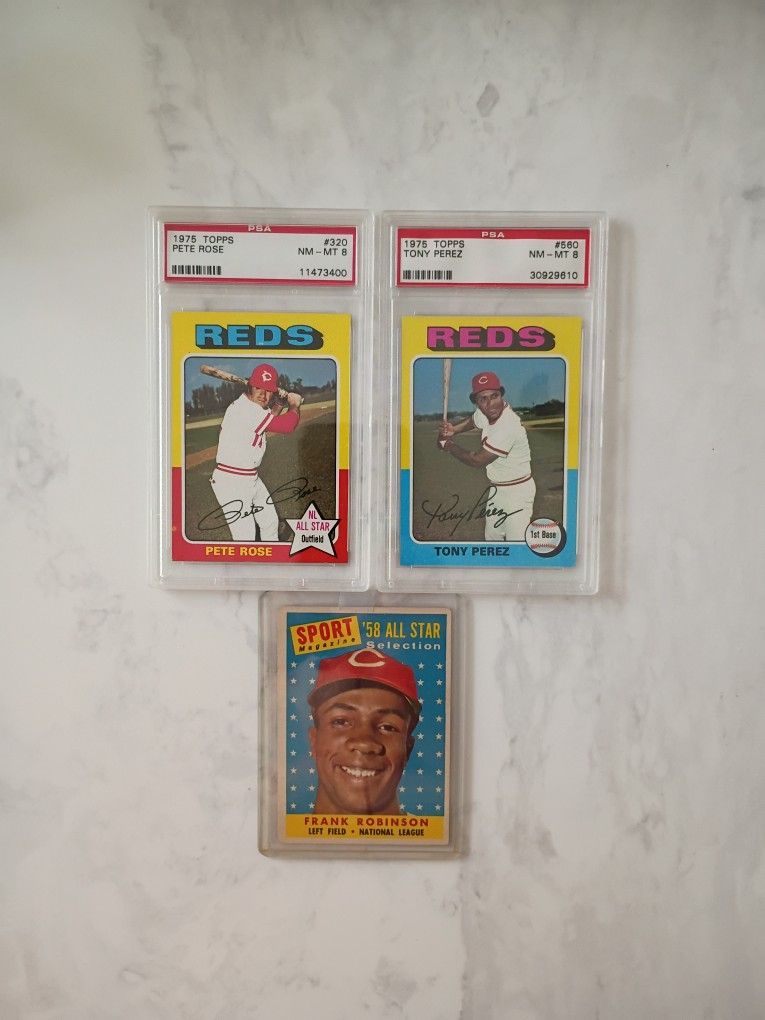 PSA
1975 TOPPS #320
PETE ROSE NM - MT 8
11473400
REDS
14
Pete Rose
NL
ALL STAR
Outfield
PETE ROSE
PSA
1975 TOPPS #560
TONY PEREZ NM - MT 8
30929610
REDS
C
Tony Pérez
1st Base
TONY PEREZ
SPORT
Magazine
'58 ALL STAR
Selection
C
FRANK ROBINSON
LEFT FIELD • NATIONAL LEAGUE